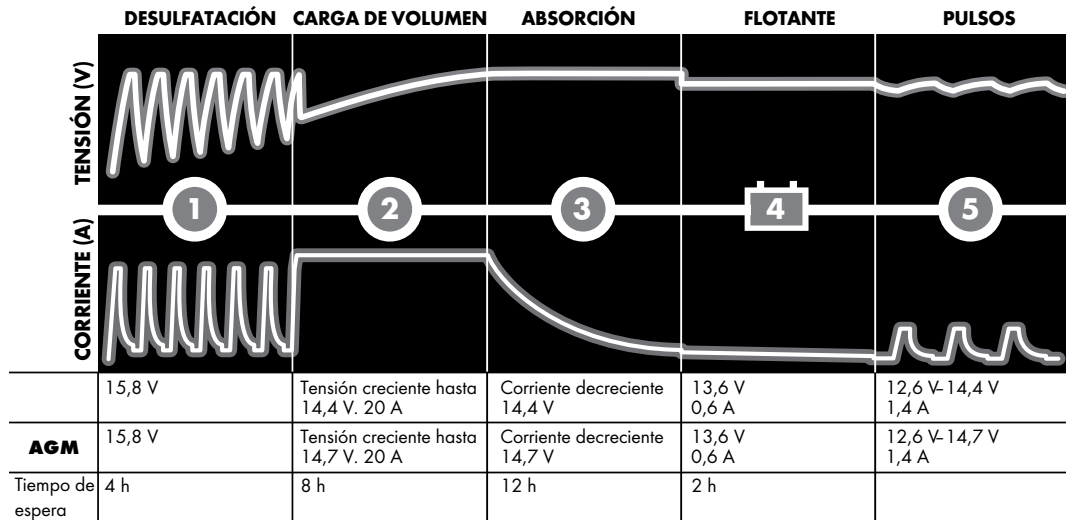 DESULFATACIÓN CARGA DE VOLUMEN ABSORCIÓN FLOTANTE PULSOS
TENSIÓN (V)
1 2 3 4 5
CORRIENTE (A)
15,8 V Tensión creciente hasta Corriente decreciente 13,6 V 12,6 V–14,4 V
14,4 V. 20 A 14,4 V 0,6 A 1,4 A
AGM 15,8 V Tensión creciente hasta Corriente decreciente 13,6 V 12,6 V–14,7 V
14,7 V. 20 A 14,7 V 0,6 A 1,4 A
Tiempo de 4 h 8 h 12 h 2 h
espera